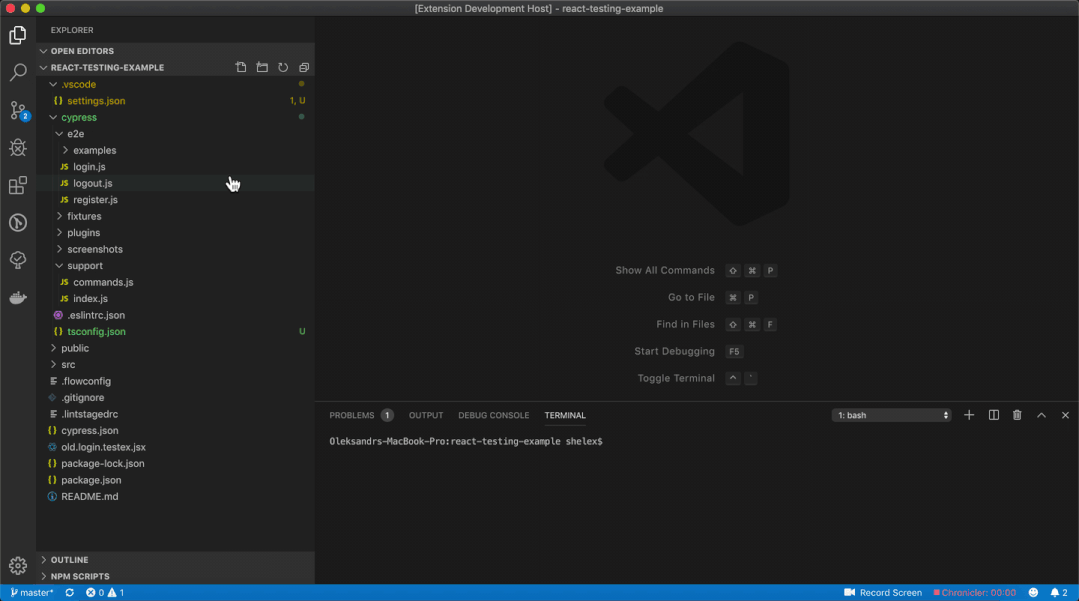 [Extension Development Host] - react-testing-example
EXPLORER
OPEN EDITORS
REACT-TESTING-EXAMPLE
.vscode
{} settings.json 1, U
cypress
e2e
examples
JS login.js
JS logout.js
JS register.js
fixtures
plugins
screenshots
support
JS commands.js
JS index.js
.eslintrc.json
{} tsconfig.json U
public
src
.flowconfig
.gitignore
.lintstagedrc
{} cypress.json
old.login.testex.jsx
{} package-lock.json
{} package.json
README.md
OUTLINE
NPM SCRIPTS
2
Show All Commands ⇧ ⌘ P
Go to File ⌘ P
Find in Files ⇧ ⌘ F
Start Debugging F5
Toggle Terminal ^ `
PROBLEMS 1 OUTPUT DEBUG CONSOLE TERMINAL 1: bash
Oleksandrs-MacBook-Pro:react-testing-example shelex$
master* 0 1 Record Screen Chronicler: 00:00 2